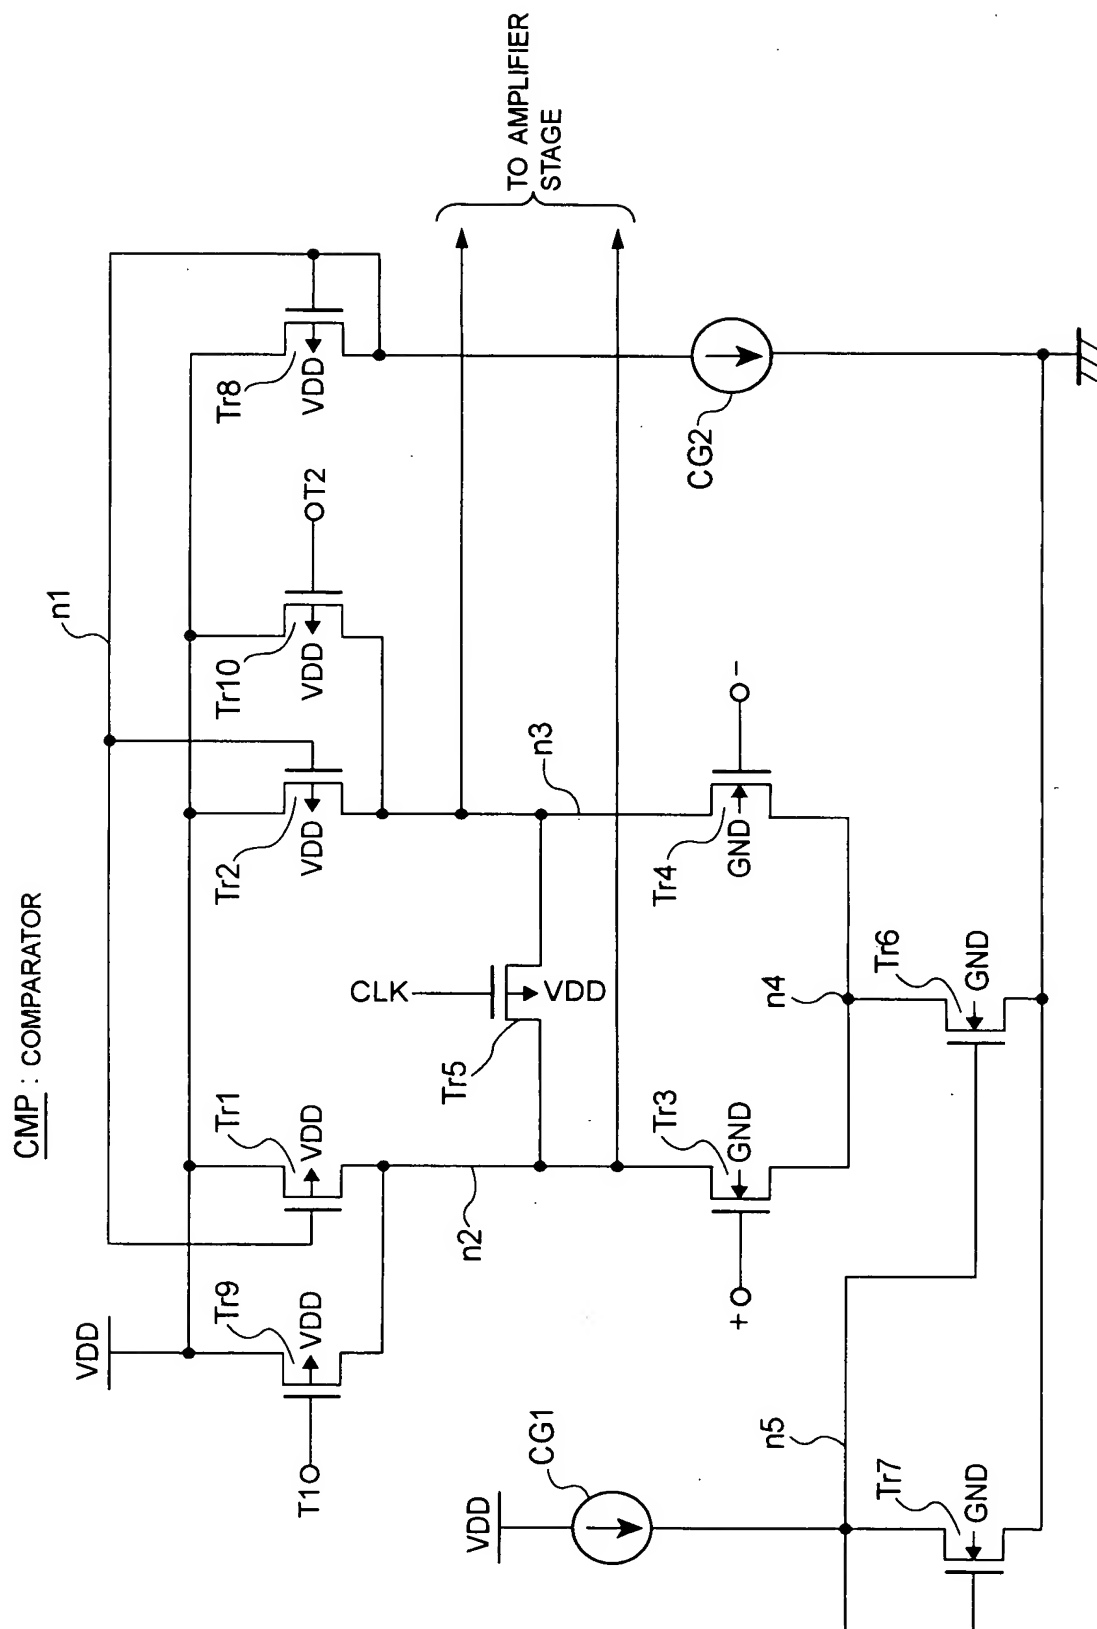 CMP : COMPARATOR
VDD
T1O
Tr9
VDD
Tr1
VDD
n1
Tr2
VDD
Tr10
VDD
OT2
Tr8
VDD
TO AMPLIFIER
STAGE
CLK
VDD
Tr5
n2
n3
+O
Tr3
GND
Tr4
GND
O-
CG2
VDD
CG1
n5
n4
Tr7
GND
Tr6
GND